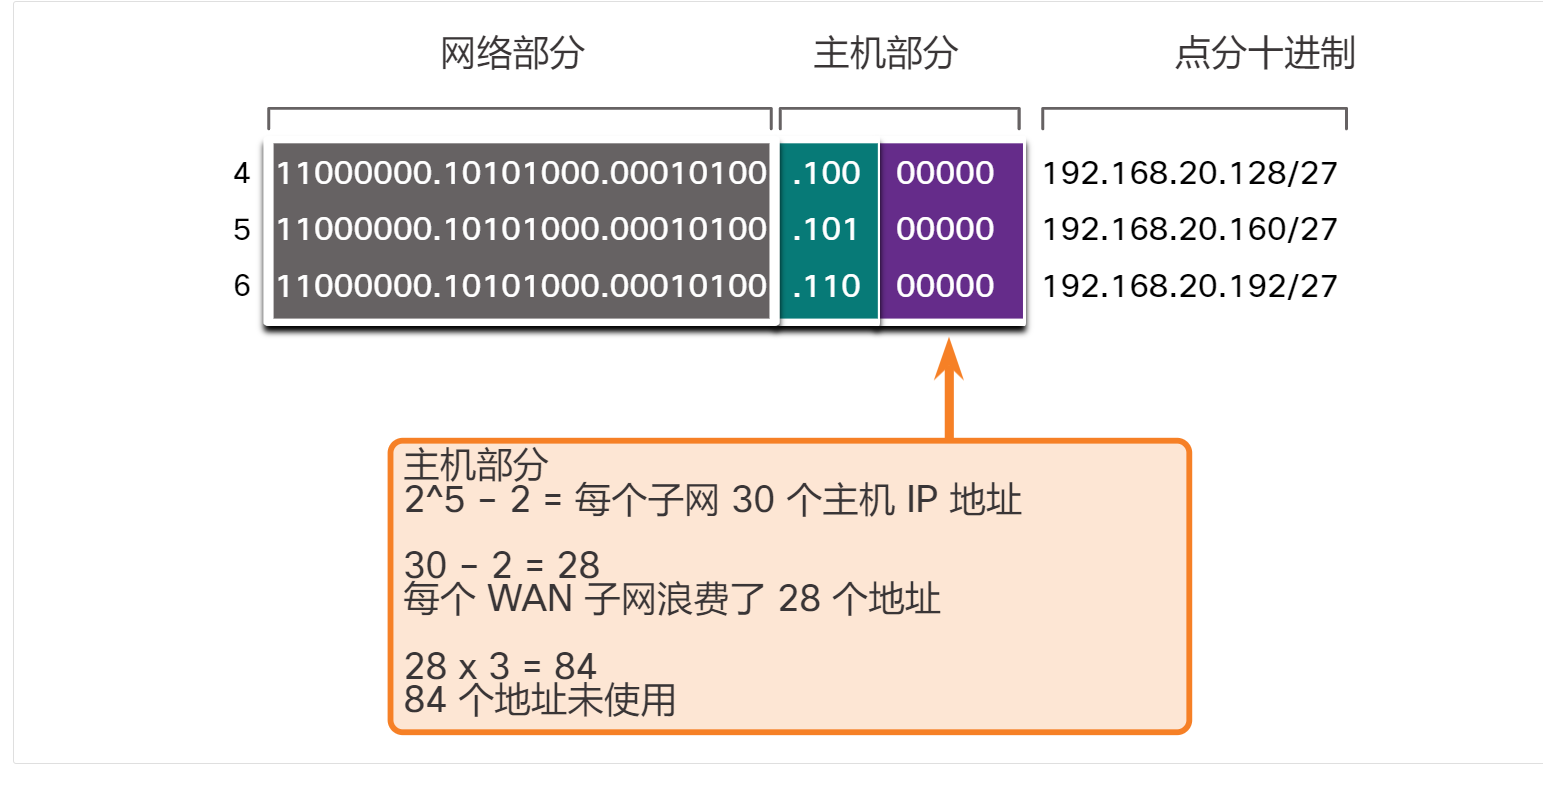 网络部分 主机部分 点分十进制
4 11000000.10101000.00010100 .100 00000 192.168.20.128/27
5 11000000.10101000.00010100 .101 00000 192.168.20.160/27
6 11000000.10101000.00010100 .110 00000 192.168.20.192/27
主机部分
2^5 – 2 = 每个子网 30 个主机 IP 地址
30 – 2 = 28
每个 WAN 子网浪费了 28 个地址
28 x 3 = 84
84 个地址未使用